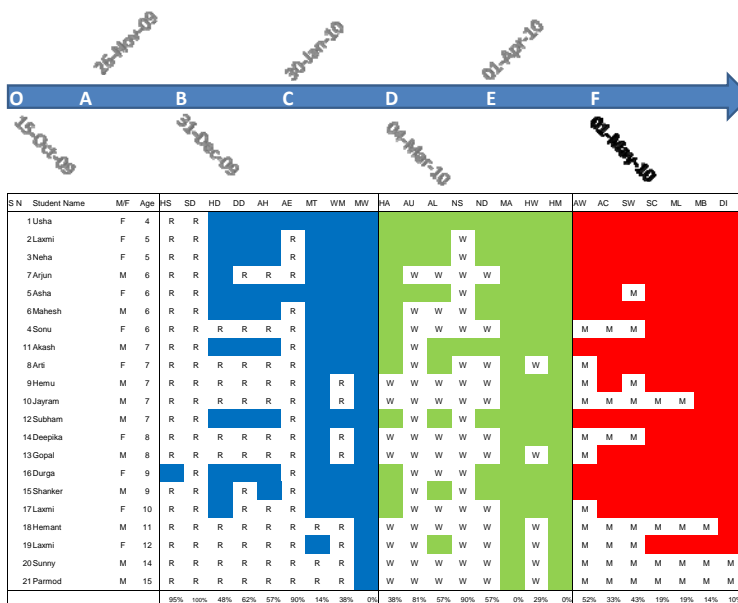 26-Nov-09 30-Jan-10 01-Apr-10
O A B C D E F
15-Oct-09 31-Dec-09 04-Mar-10 01-May-10
S N Student Name M/F Age HS SD HD DD AH AE MT WM MW HA AU AL NS ND MA HW HM AW AC SW SC ML MB DI
1 Usha F 4 R R
2 Laxmi F 5 R R R W
3 Neha F 5 R R R W
7 Arjun M 6 R R R R R W W W W
5 Asha F 6 R R W M
6 Mahesh M 6 R R R W W W
4 Sonu F 6 R R R R R R W W W W M M M
11 Akash M 7 R R R W
8 Arti F 7 R R R R R R W W W W M
9 Hemu M 7 R R R R R R R W W W W W M M
10 Jayram M 7 R R R R R R R W W W W W M M M M M
12 Subham M 7 R R R W W
14 Deepika F 8 R R R R R R R W W W W W M M M
13 Gopal M 8 R R R R R R R W W W W W W M
16 Durga F 9 R R W W W
15 Shanker M 9 R R R R W W
17 Laxmi F 10 R R R R R W W W W M
18 Hemant M 11 R R R R R R R R W W W W W W M M M M M M
19 Laxmi F 12 R R R R R R R W W W W W M M M
20 Sunny M 14 R R R R R R R R W W W W W W M M M M M M M
21 Parmod M 15 R R R R R R R R W W W W W W M M M M M M M
95% 100% 48% 62% 57% 90% 14% 38% 0% 38% 81% 57% 90% 57% 0% 29% 0% 52% 33% 43% 19% 19% 14% 10%